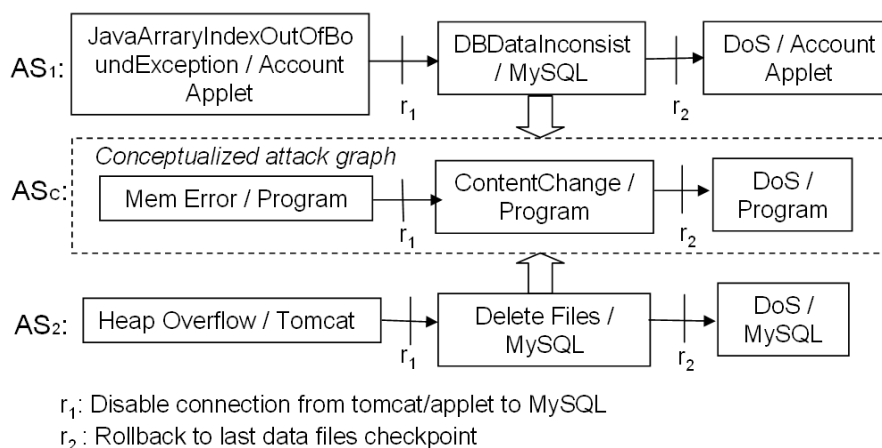 AS1:
JavaArraryIndexOutOfBo
undException / Account
Applet
r1
DBDataInconsist
/ MySQL
r2
DoS / Account
Applet
Conceptualized attack graph
ASC:
Mem Error / Program
r1
ContentChange /
Program
r2
DoS /
Program
AS2:
Heap Overflow / Tomcat
r1
Delete Files /
MySQL
r2
DoS /
MySQL
r1: Disable connection from tomcat/applet to MySQL
r2: Rollback to last data files checkpoint